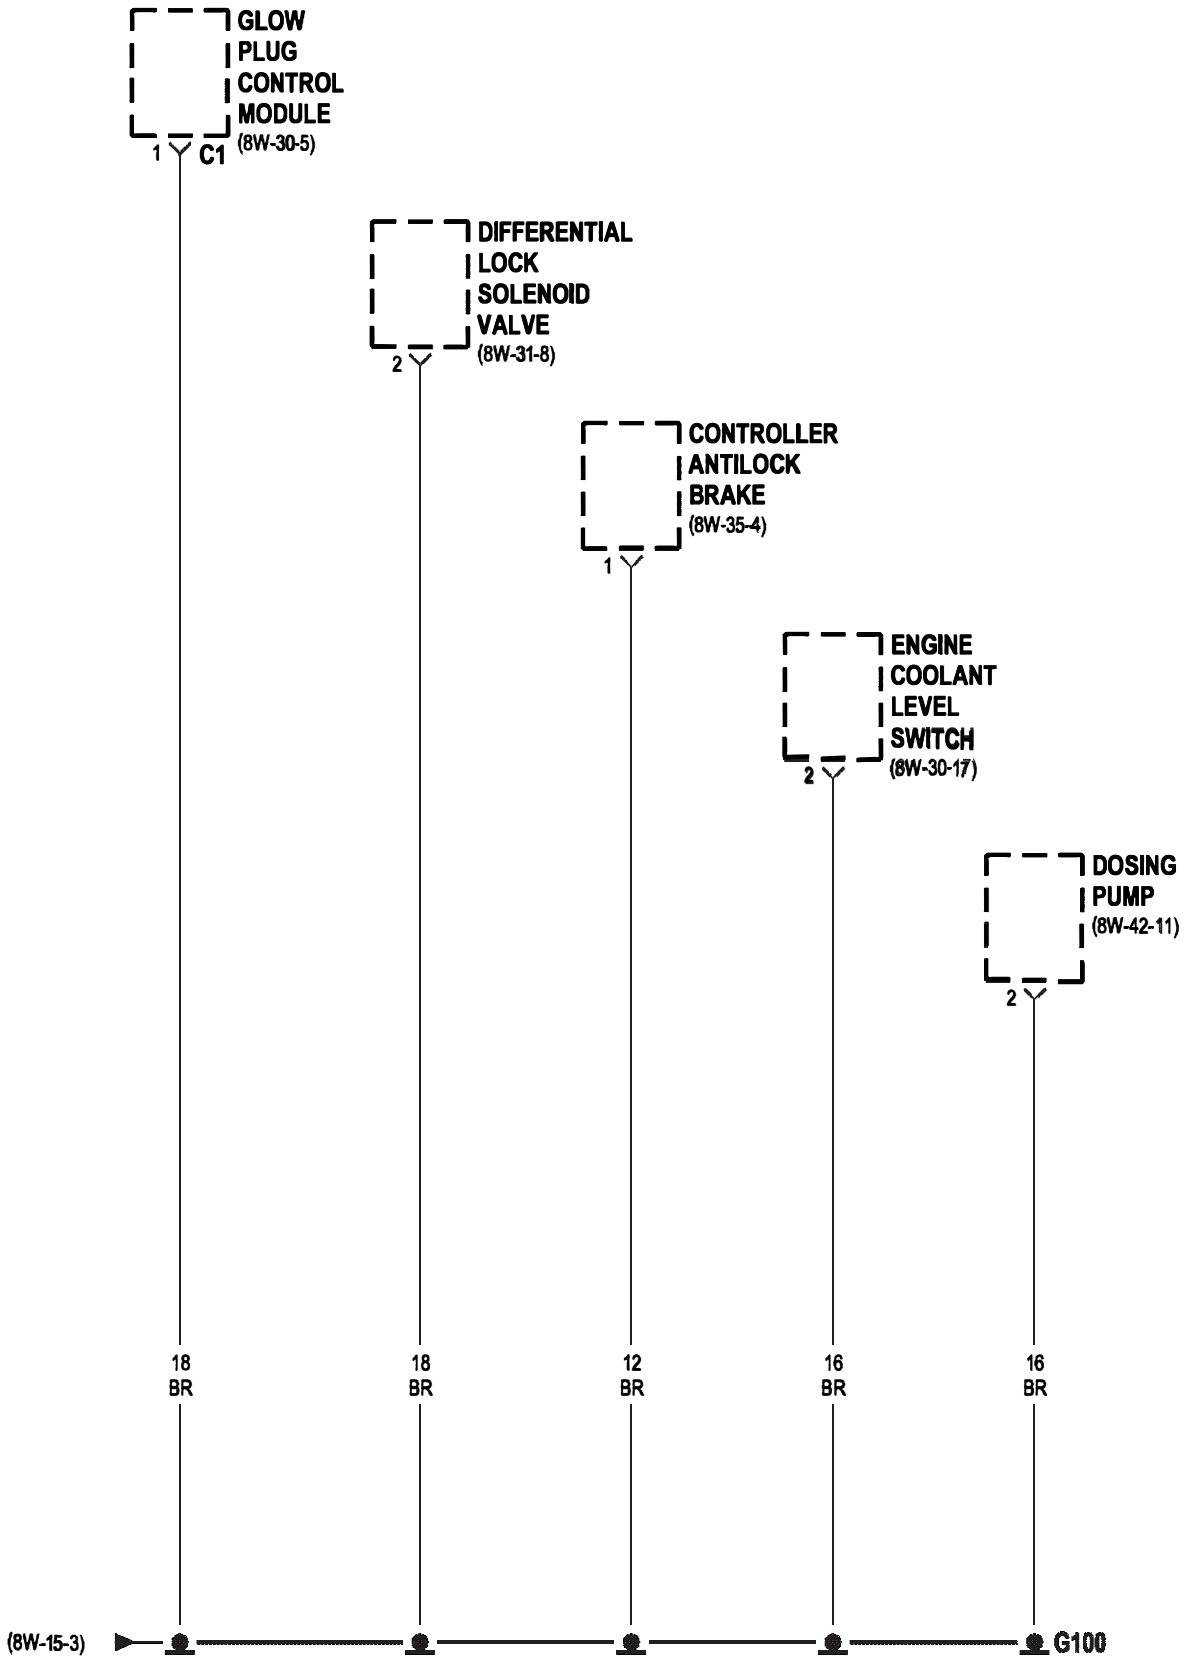 GLOW
PLUG
CONTROL
MODULE
(8W-30-5)
1
C1
DIFFERENTIAL
LOCK
SOLENOID
VALVE
(8W-31-8)
2
CONTROLLER
ANTILOCK
BRAKE
(8W-35-4)
1
ENGINE
COOLANT
LEVEL
SWITCH
(8W-30-17)
2
DOSING
PUMP
(8W-42-11)
2
18
BR
18
BR
12
BR
16
BR
16
BR
(8W-15-3)
G100